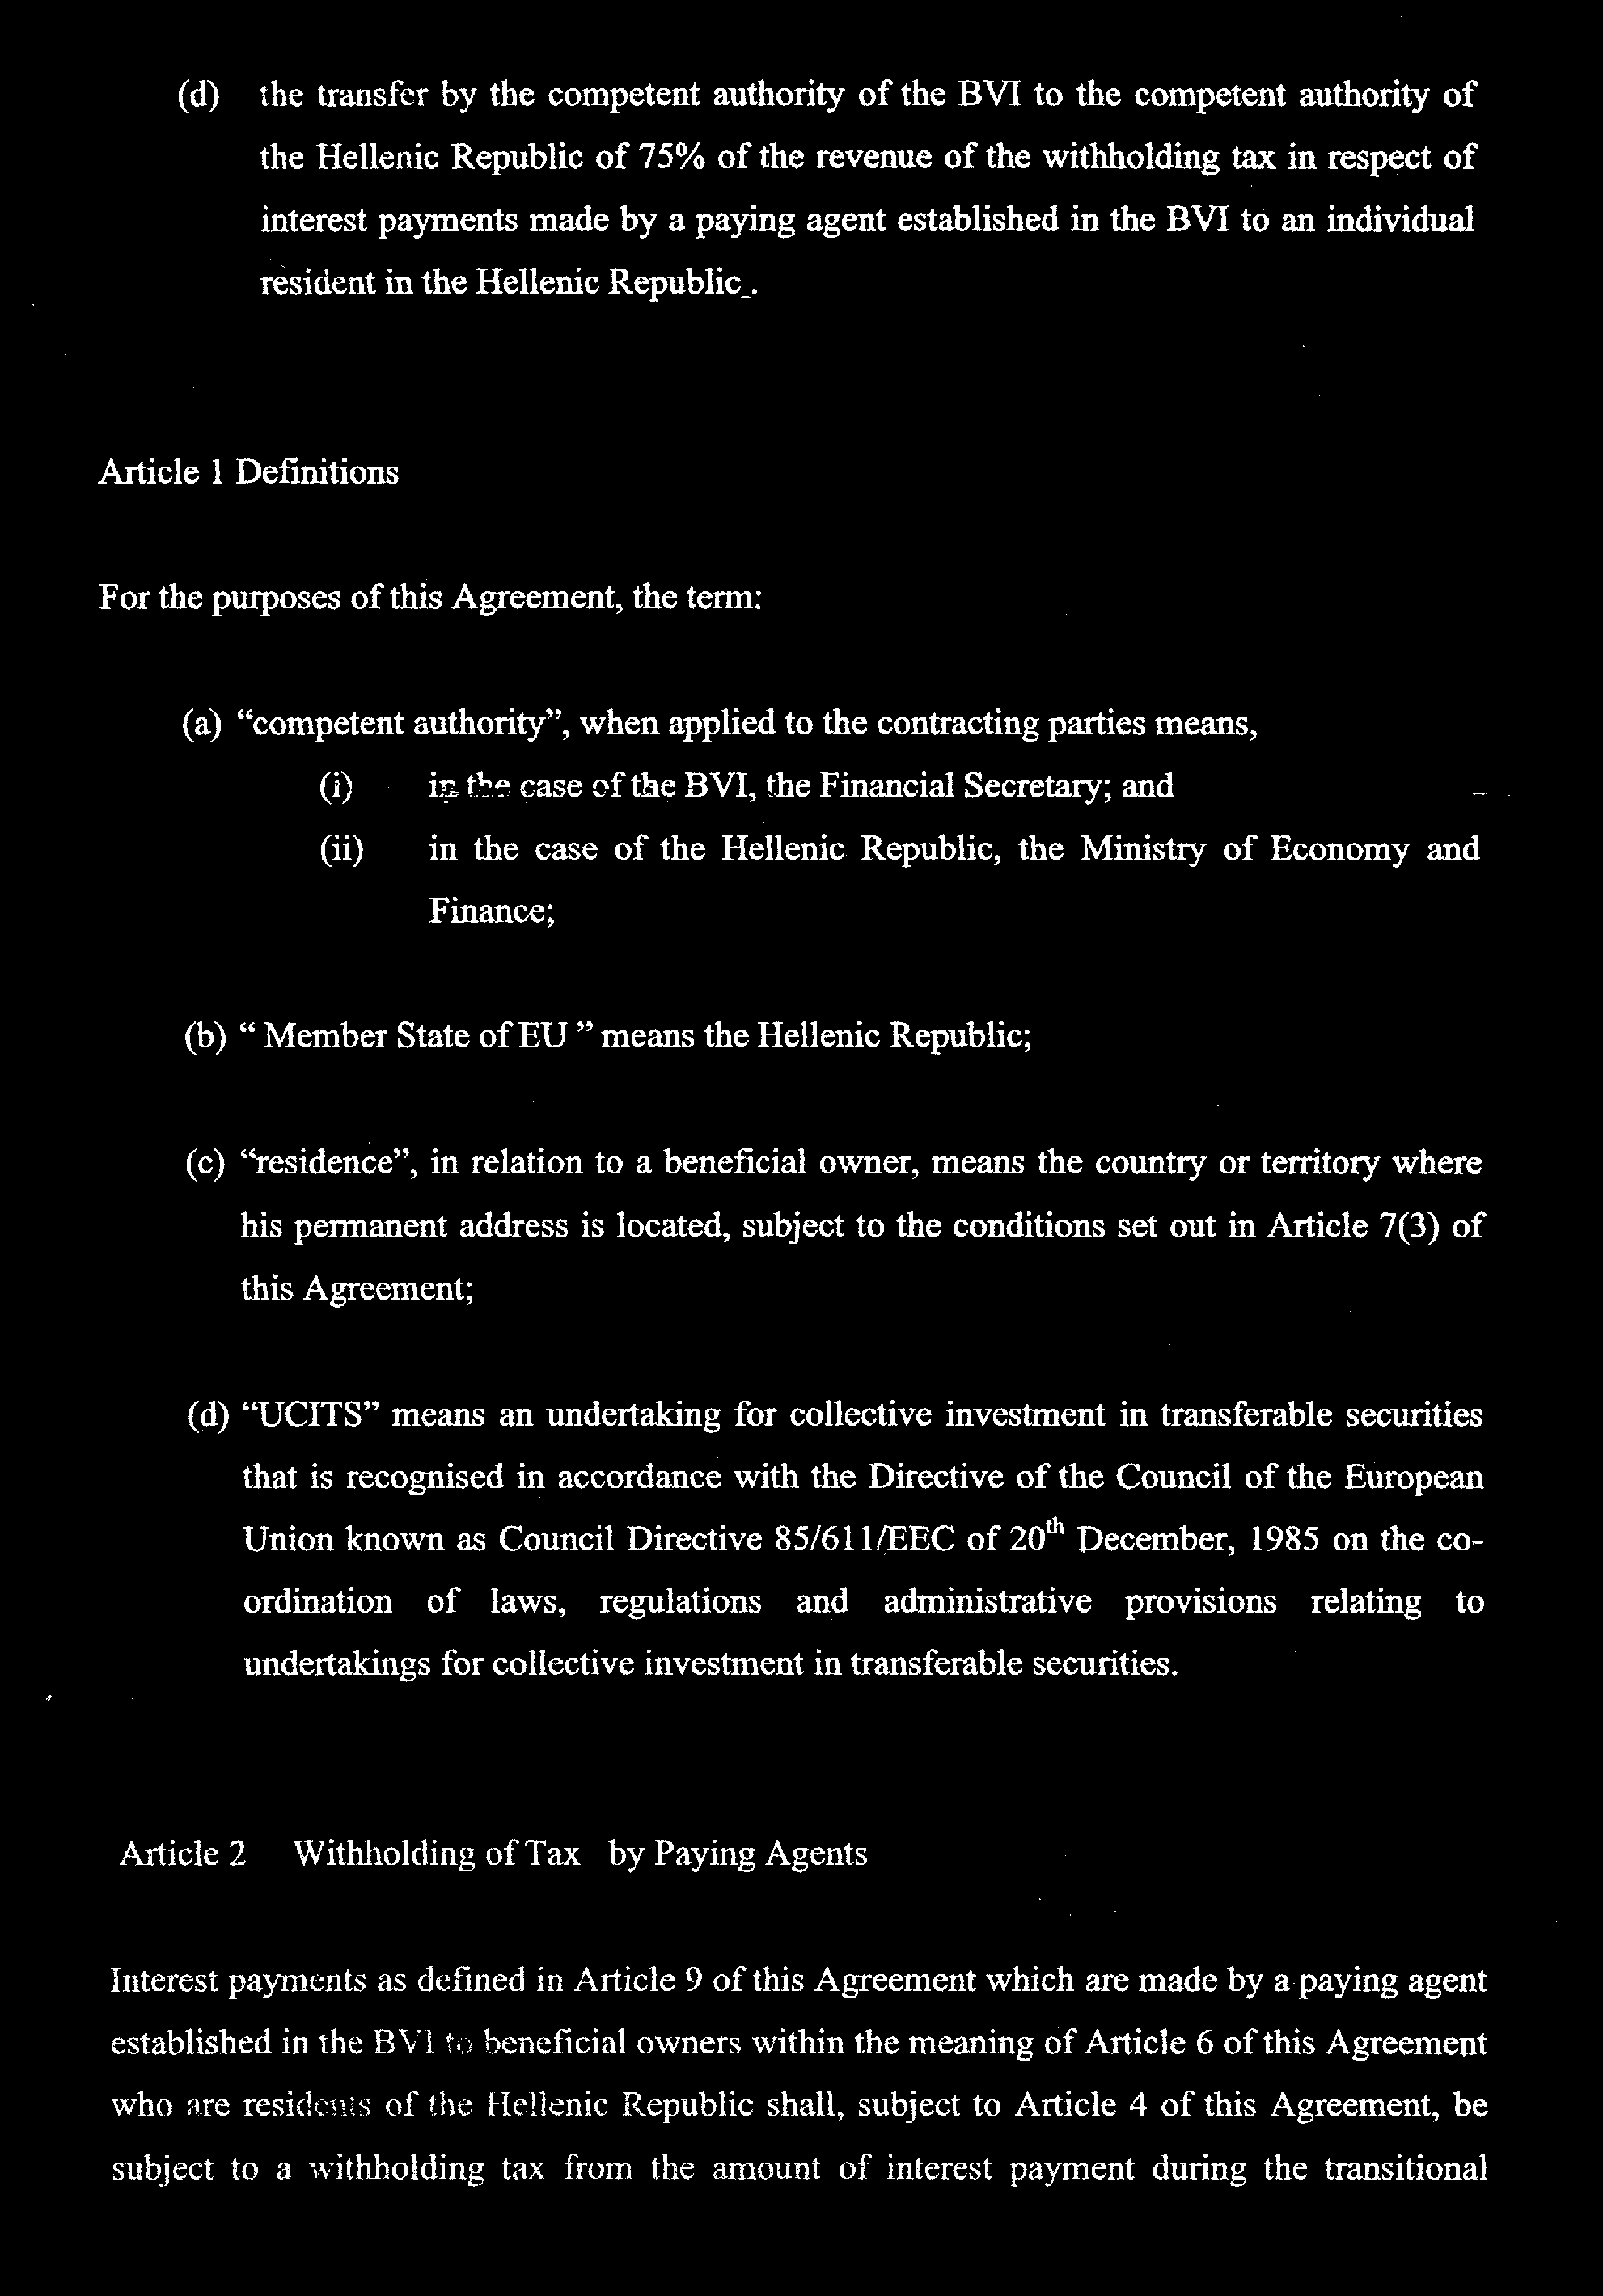 (d) the transfer by the competent authority of the BVI to the competent authority of
the Hellenic Republic of 75% of the revenue of the withholding tax in respect of
interest payments made by a paying agent established in the BVI to an individual
resident in the Hellenic Republic_.
Article 1 Definitions
For the purposes of this Agreement, the term:
(a) “competent authority”, when applied to the contracting parties means,
(i) in the case of the BVI, the Financial Secretary; and
(ii) in the case of the Hellenic Republic, the Ministry of Economy and
Finance;
(b) “ Member State of EU ” means the Hellenic Republic;
(c) “residence”, in relation to a beneficial owner, means the country or territory where
his permanent address is located, subject to the conditions set out in Article 7(3) of
this Agreement;
(d) “UCITS” means an undertaking for collective investment in transferable securities
that is recognised in accordance with the Directive of the Council of the European
Union known as Council Directive 85/611/EEC of 20th December, 1985 on the co-
ordination of laws, regulations and administrative provisions relating to
undertakings for collective investment in transferable securities.
Article 2 Withholding of Tax by Paying Agents
Interest payments as defined in Article 9 of this Agreement which are made by a paying agent
established in the BVI to beneficial owners within the meaning of Article 6 of this Agreement
who are residents of the Hellenic Republic shall, subject to Article 4 of this Agreement, be
subject to a withholding tax from the amount of interest payment during the transitional